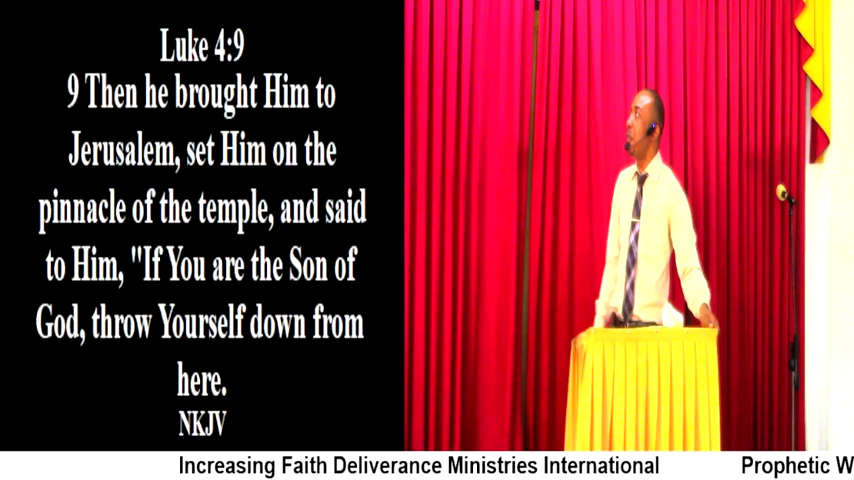 Luke 4:9
9 Then he brought Him to
Jerusalem, set Him on the
pinnacle of the temple, and said
to Him, "If You are the Son of
God, throw Yourself down from
here.
NKJV
Increasing Faith Deliverance Ministries International Prophetic W